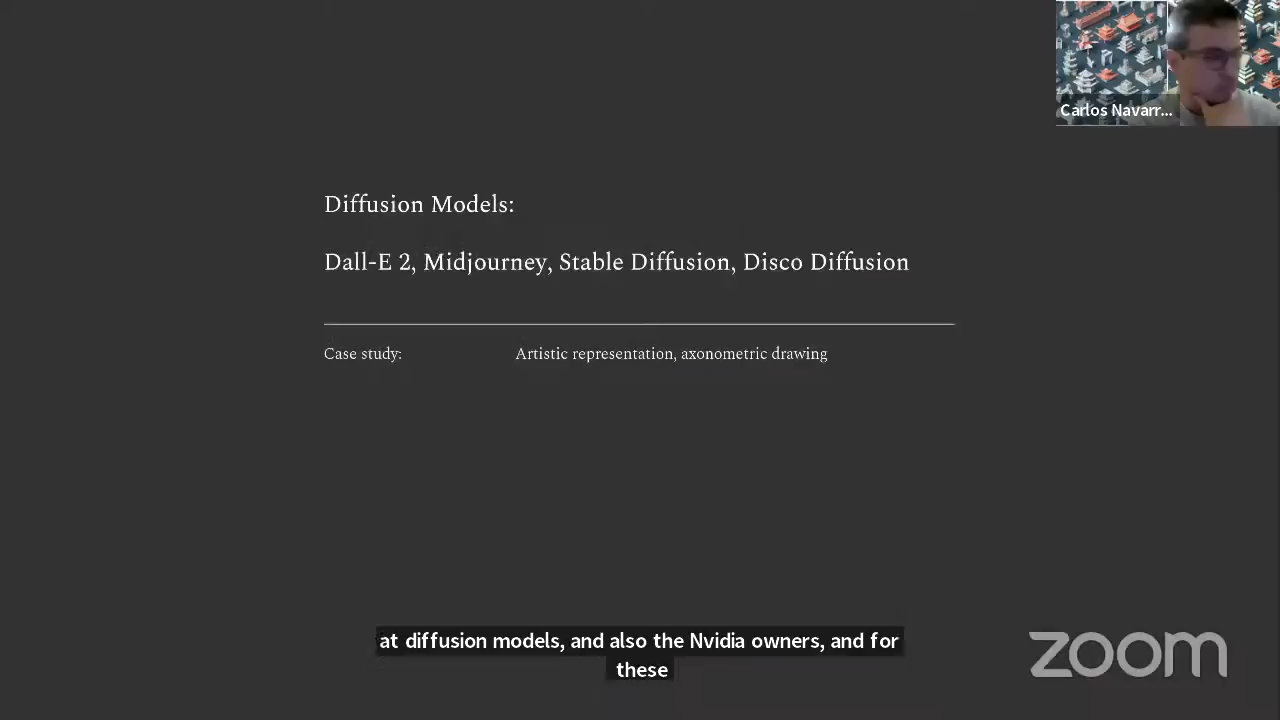 Carlos Navarr...
Diffusion Models:
Dall-E 2, Midjourney, Stable Diffusion, Disco Diffusion
Case study: Artistic representation, axonometric drawing
at diffusion models, and also the Nvidia owners, and for
these
zoom